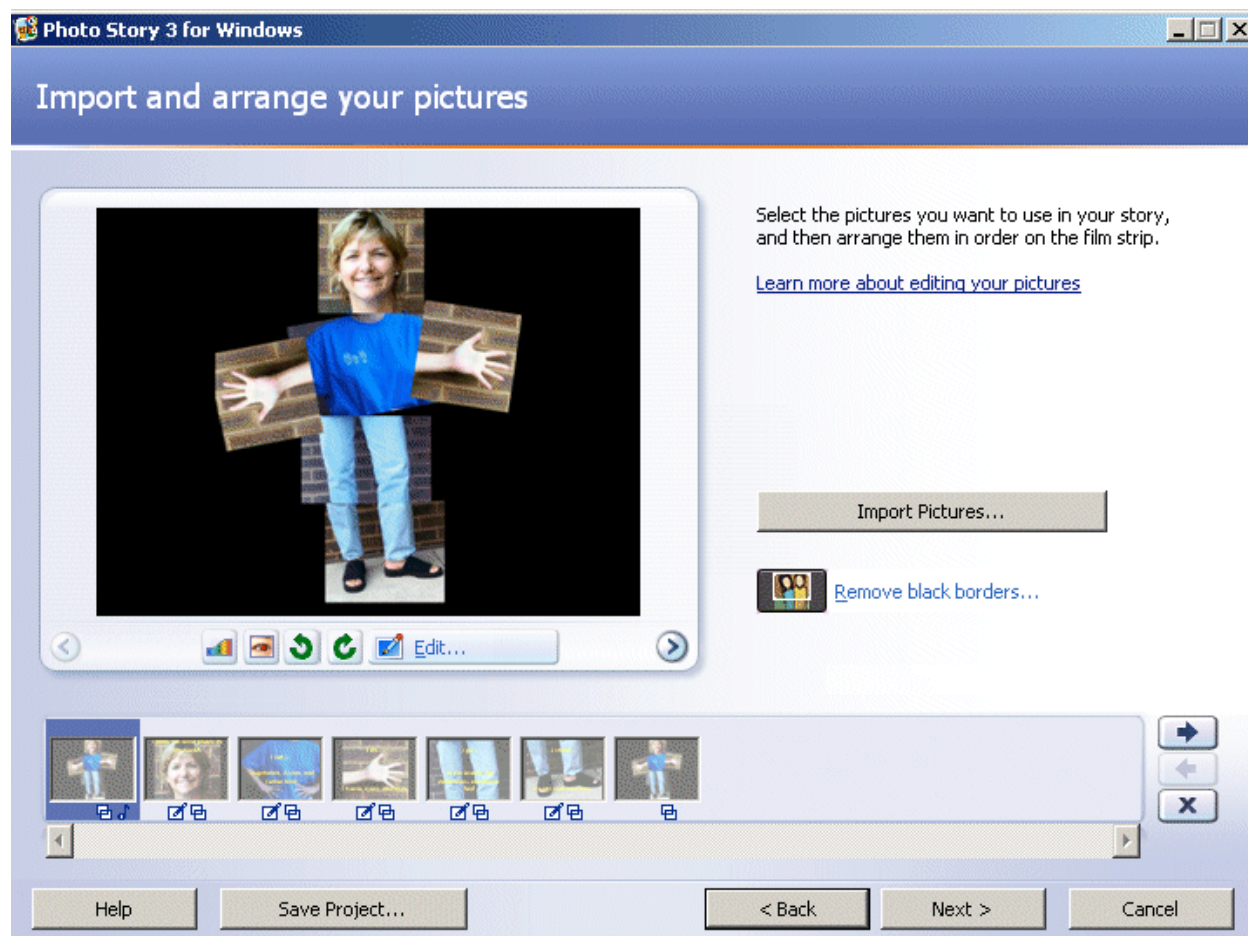 Photo Story 3 for Windows
Import and arrange your pictures
Select the pictures you want to use in your story,
and then arrange them in order on the film strip.
Learn more about editing your pictures
Import Pictures...
Remove black borders...
Edit...
Help
Save Project...
< Back
Next >
Cancel